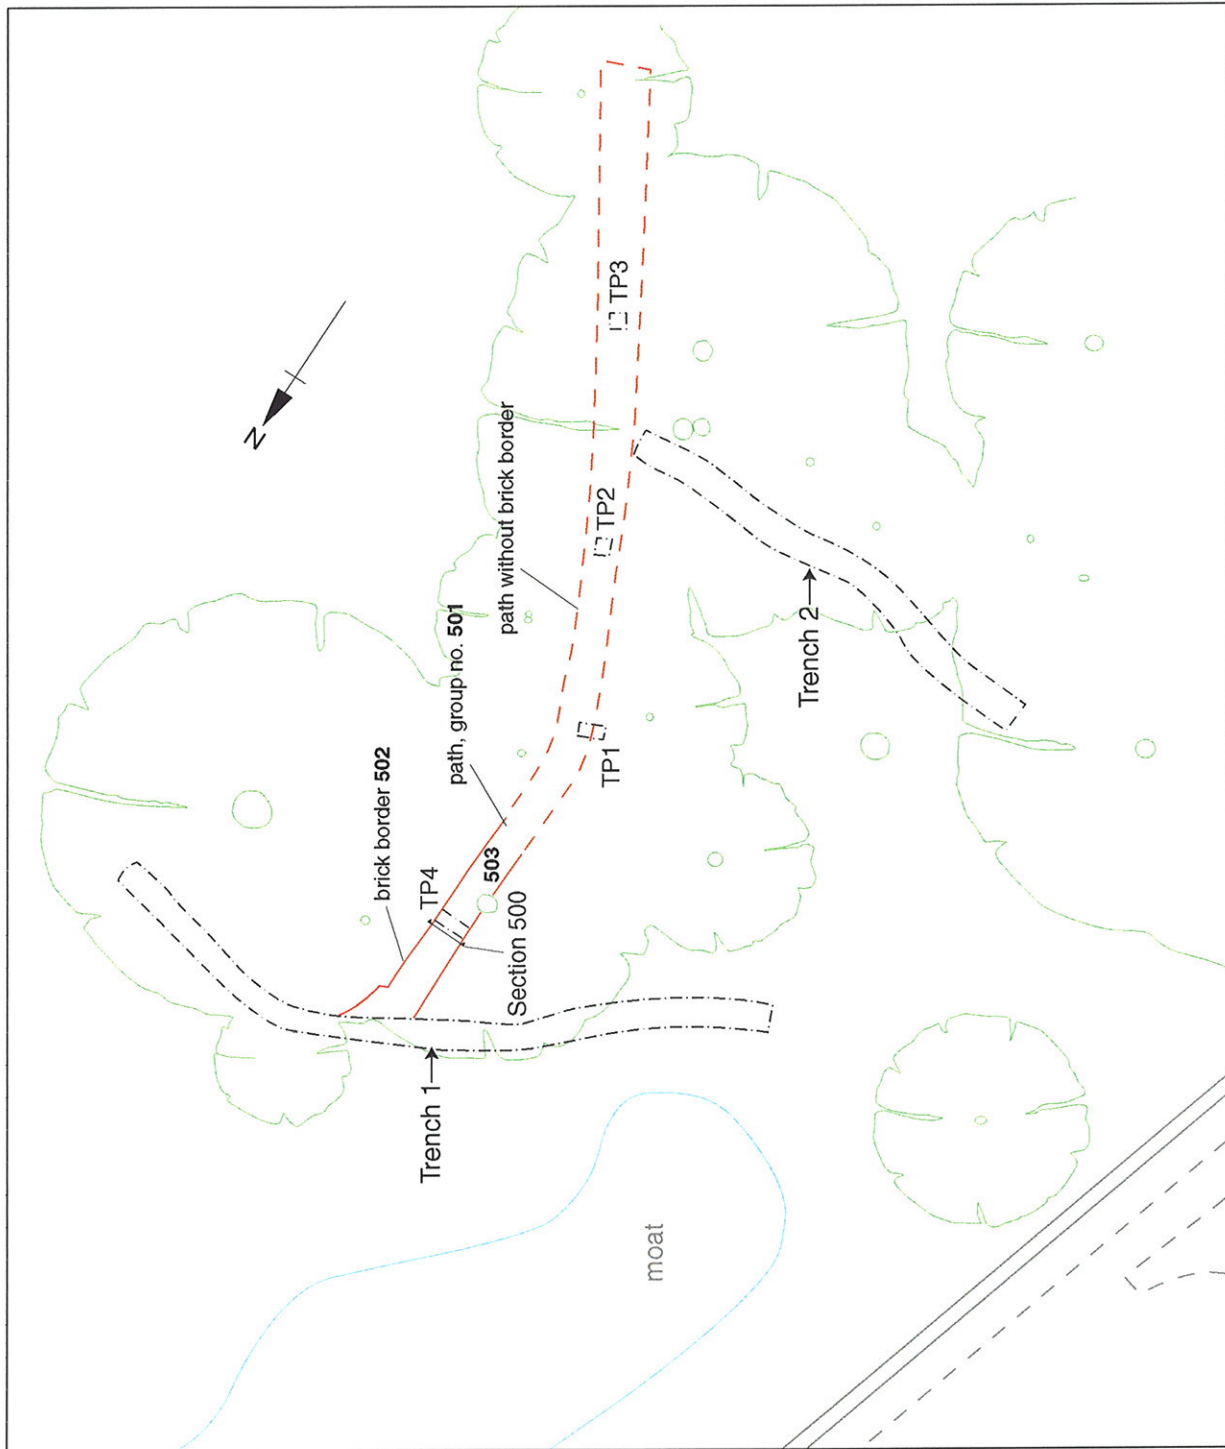 N
TP3
path without brick border
TP2
path, group no. 501
Trench 2
TP1
brick border 502
TP4
503
Section 500
Trench 1
moat